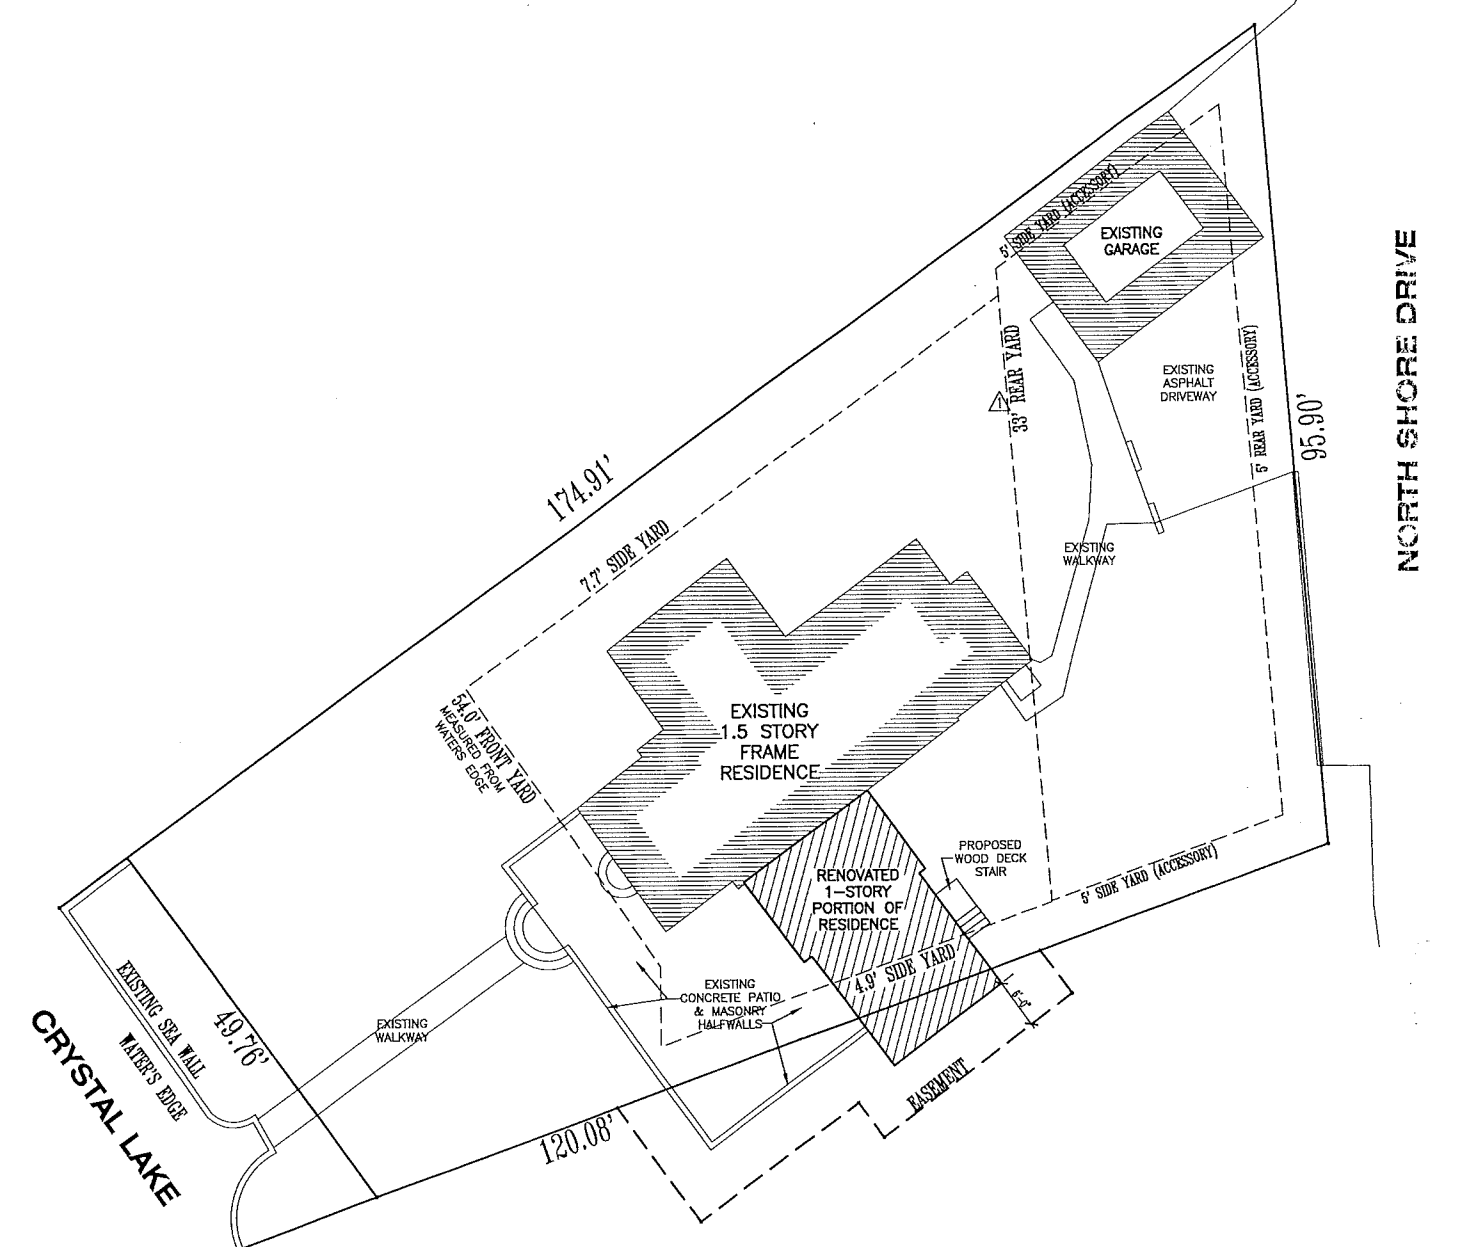 5' SIDE YARD (ACCESSORY)
EXISTING
GARAGE
NORTH SHORE DRIVE
33' REAR YARD
1
EXISTING
ASPHALT
DRIVEWAY
5' REAR YARD (ACCESSORY)
95.90'
174.91'
7.7' SIDE YARD
EXISTING
WALKWAY
54.0' FRONT YARD
MEASURED FROM
WATERS EDGE
EXISTING
1.5 STORY
FRAME
RESIDENCE
PROPOSED
WOOD DECK
STAIR
5' SIDE YARD (ACCESSORY)
RENOVATED
1-STORY
PORTION OF
RESIDENCE
4.9' SIDE YARD
EXISTING
CONCRETE PATIO
& MASONRY
HALFWALLS
6'-0"
EXISTING SEA WALL
WATER'S EDGE
49.76'
EXISTING
WALKWAY
CRYSTAL LAKE
EASEMENT
120.08'